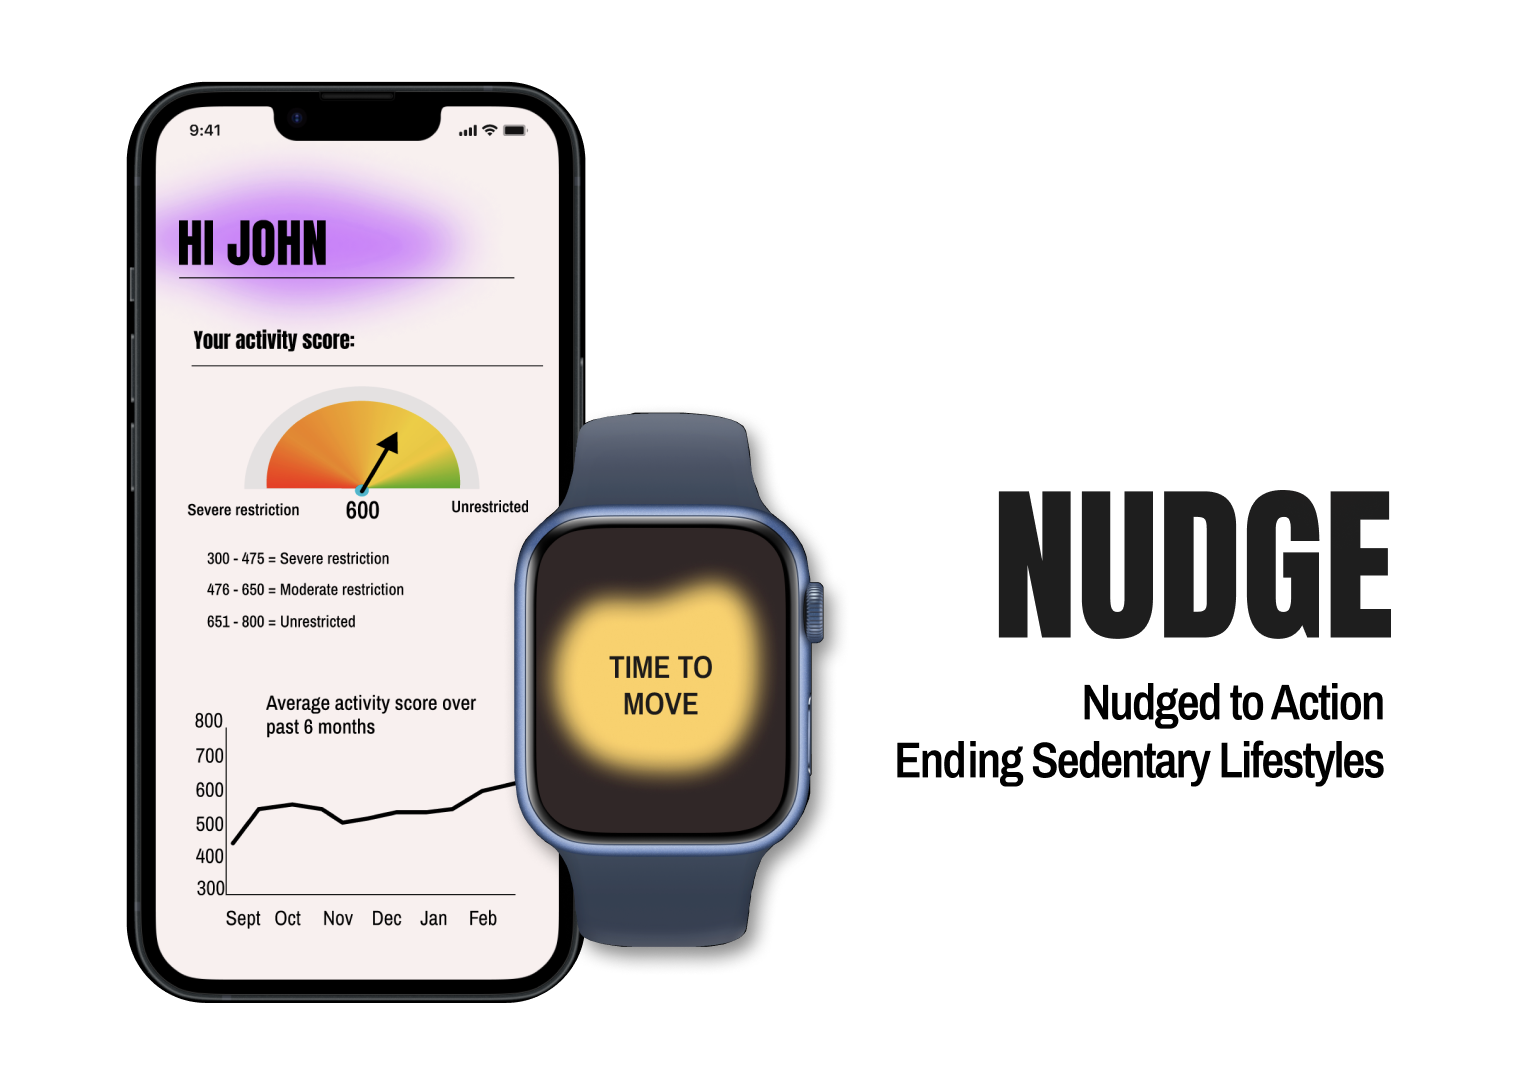 9:41
HI JOHN
Your activity score:
Severe restriction
600
Unrestricted
300 - 475 = Severe restriction
476 - 650 = Moderate restriction
651 - 800 = Unrestricted
Average activity score over
past 6 months
800
700
600
500
400
300
Sept Oct Nov Dec Jan Feb
TIME TO
MOVE
NUDGE
Nudged to Action
Ending Sedentary Lifestyles